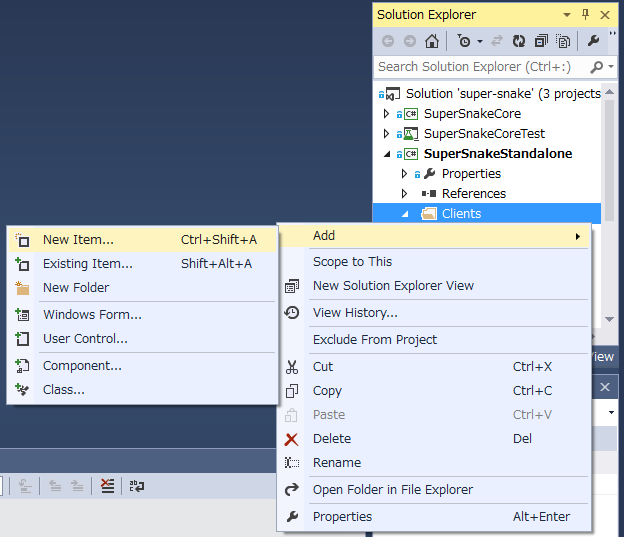 Solution Explorer
Search Solution Explorer (Ctrl+:)
Solution 'super-snake' (3 projects
C# SuperSnakeCore
SuperSnakeCoreTest
C# SuperSnakeStandalone
Properties
References
Clients
New Item... Ctrl+Shift+A
Existing Item... Shift+Alt+A
New Folder
Windows Form...
User Control...
Component...
Class...
Add
Scope to This
New Solution Explorer View
View History...
Exclude From Project
Cut Ctrl+X
Copy Ctrl+C
Paste Ctrl+V
Delete Del
Rename
Open Folder in File Explorer
Properties Alt+Enter
View